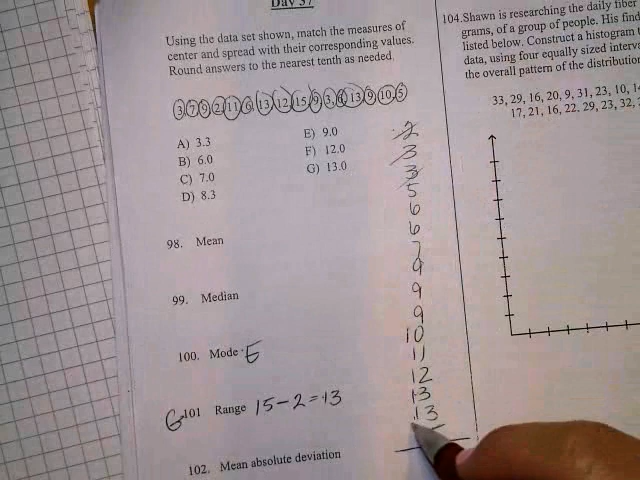 Day 37
Using the data set shown, match the measures of
center and spread with their corresponding values.
Round answers to the nearest tenth as needed.
3, 7, 9, 2, 11, 6, 13, 12, 15, 9, 3, 6, 13, 9, 10, 5
A) 3.3
B) 6.0
C) 7.0
D) 8.3
E) 9.0
F) 12.0
G) 13.0
98. Mean
99. Median
100. Mode E
G 101 Range 15-2=13
102. Mean absolute deviation
2
3
3
5
6
6
7
9
9
9
10
11
12
13
13
104.Shawn is researching the daily fiber
grams, of a group of people. His
listed below. Construct a histogram
data, using four equally sized
the overall pattern of the distribution
33, 29, 16, 20, 9, 31, 23, 10,
17, 21, 16, 22, 29, 23, 32,